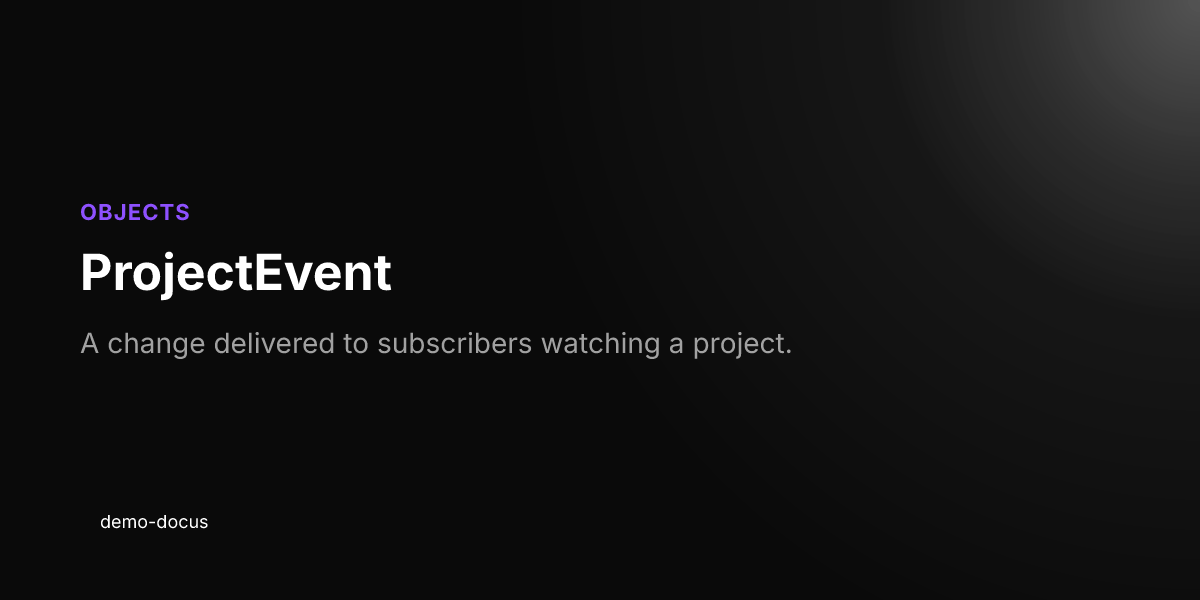 OBJECTS
ProjectEvent
A change delivered to subscribers watching a project.
demo-docus